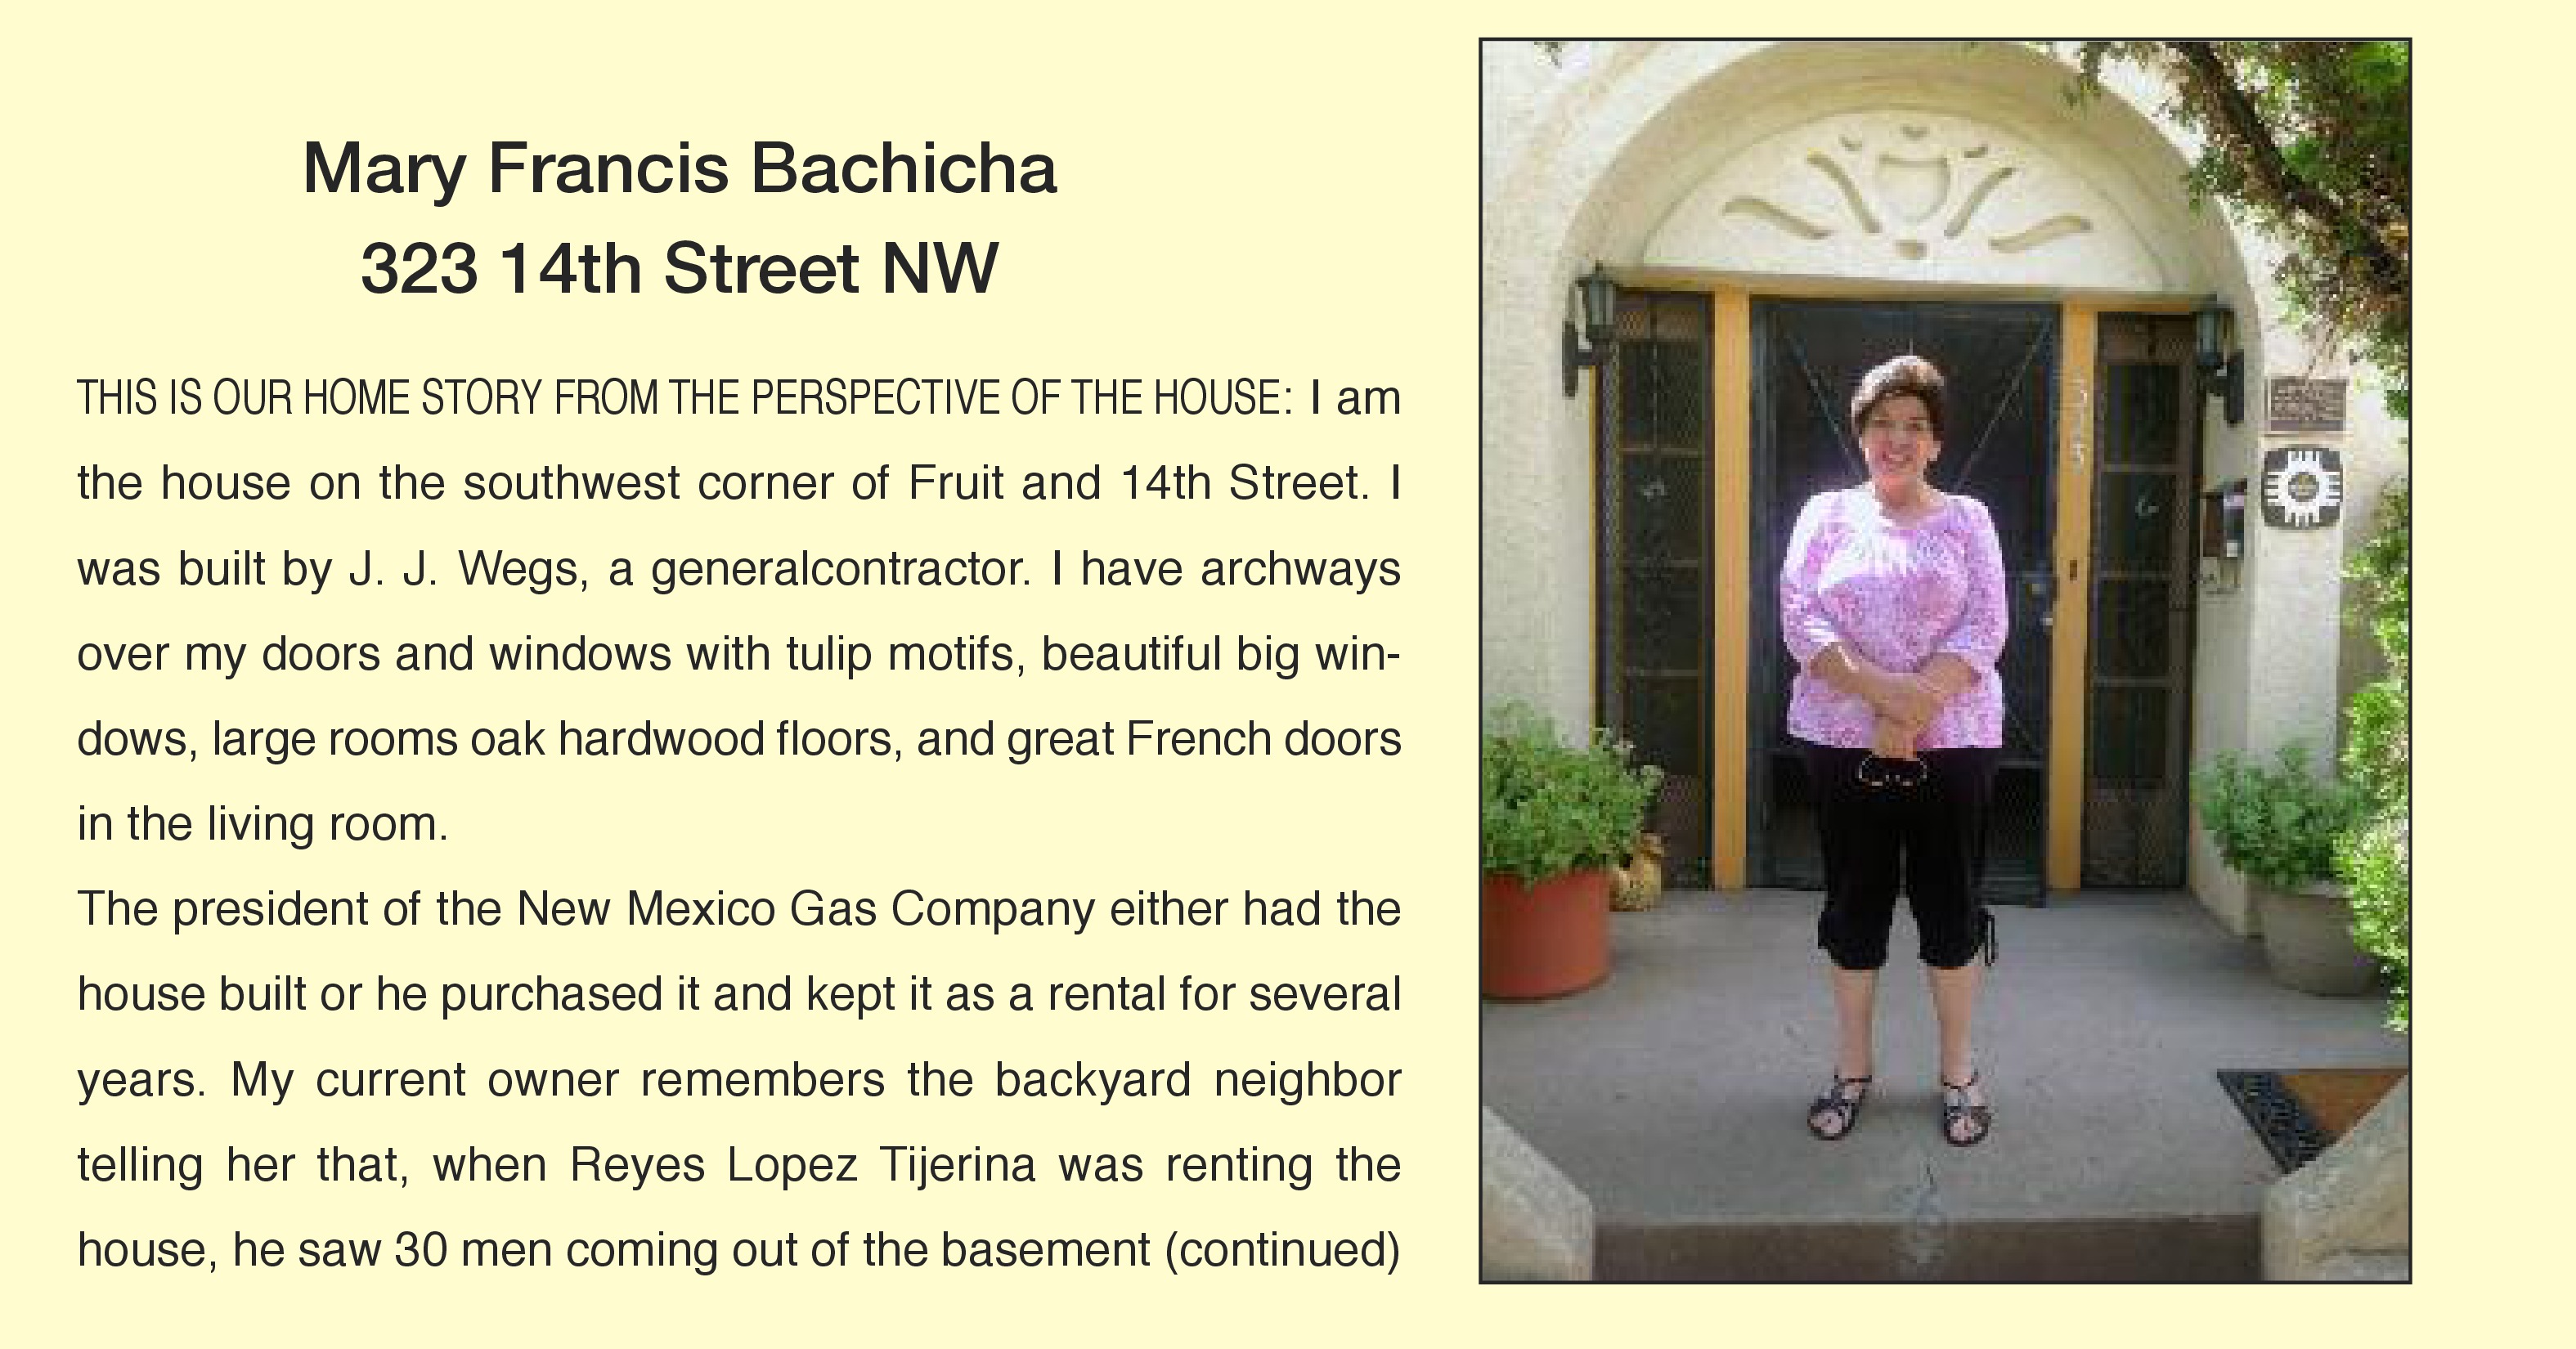 Mary Francis Bachicha
323 14th Street NW
THIS IS OUR HOME STORY FROM THE PERSPECTIVE OF THE HOUSE: I am
the house on the southwest corner of Fruit and 14th Street. I
was built by J. J. Wegs, a generalcontractor. I have archways
over my doors and windows with tulip motifs, beautiful big win-
dows, large rooms oak hardwood floors, and great French doors
in the living room.
The president of the New Mexico Gas Company either had the
house built or he purchased it and kept it as a rental for several
years. My current owner remembers the backyard neighbor
telling her that, when Reyes Lopez Tijerina was renting the
house, he saw 30 men coming out of the basement (continued)